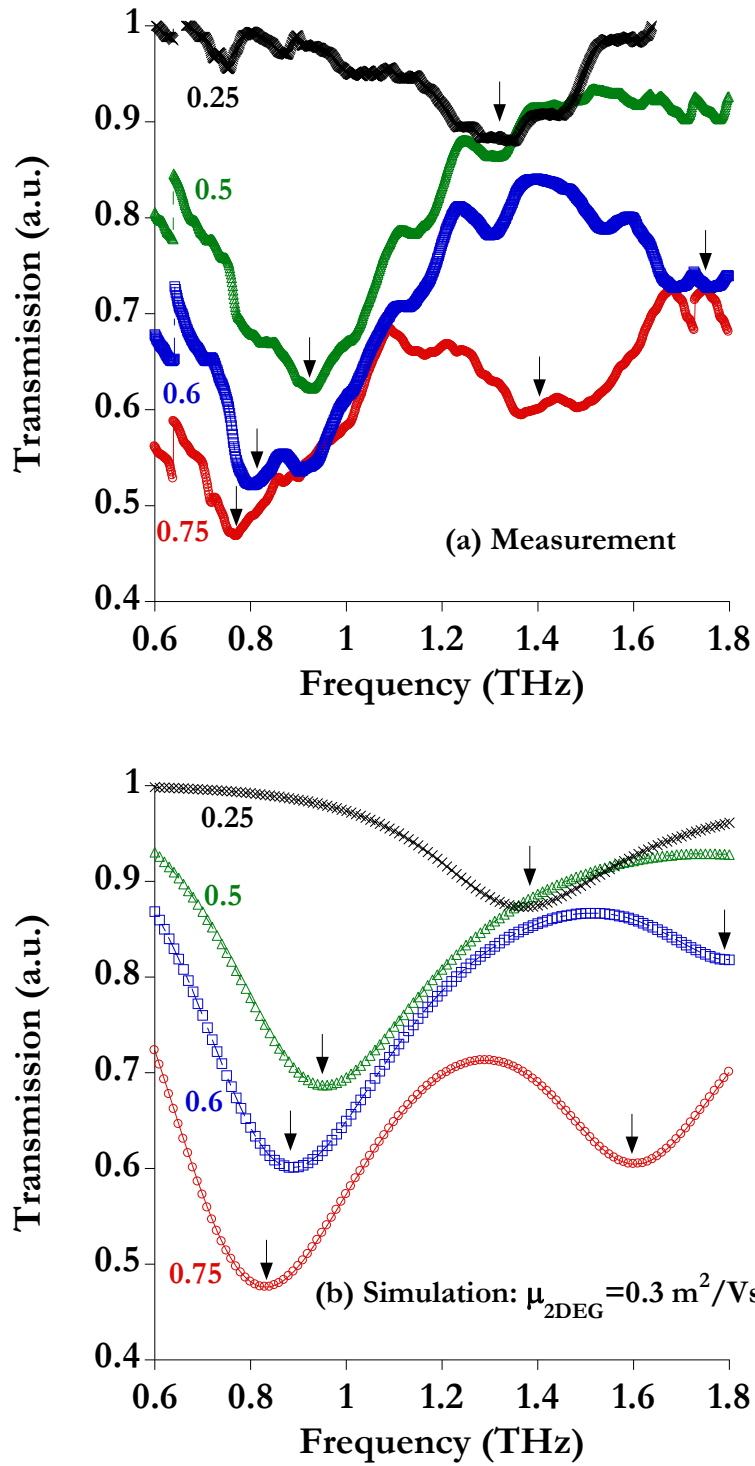 1
0.25
0.9
0.5
0.8
0.7
0.6
0.6
0.75
0.5
(a) Measurement
0.4
0.6 0.8 1 1.2 1.4 1.6 1.8
Transmission (a.u.)
Frequency (THz)
1
0.25
0.9
0.5
0.8
0.6
0.7
0.6
0.75
0.5
(b) Simulation: μ2DEG=0.3 m²/Vs
0.4
0.6 0.8 1 1.2 1.4 1.6 1.8
Transmission (a.u.)
Frequency (THz)